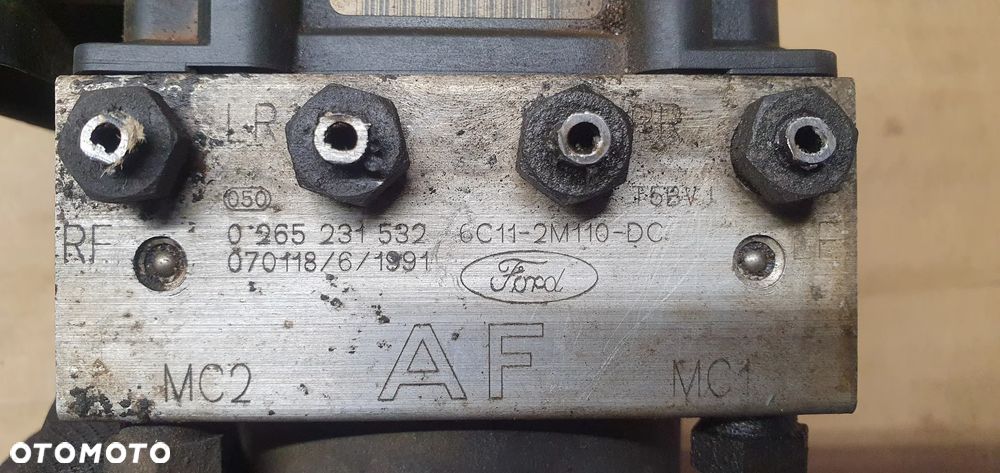 LR RR
050 T5BV1
0 265 231 532 6C11-2M110-DC
RF F
070118/6/1991 Ford
AF
MC2 MC1
OTOMOTO